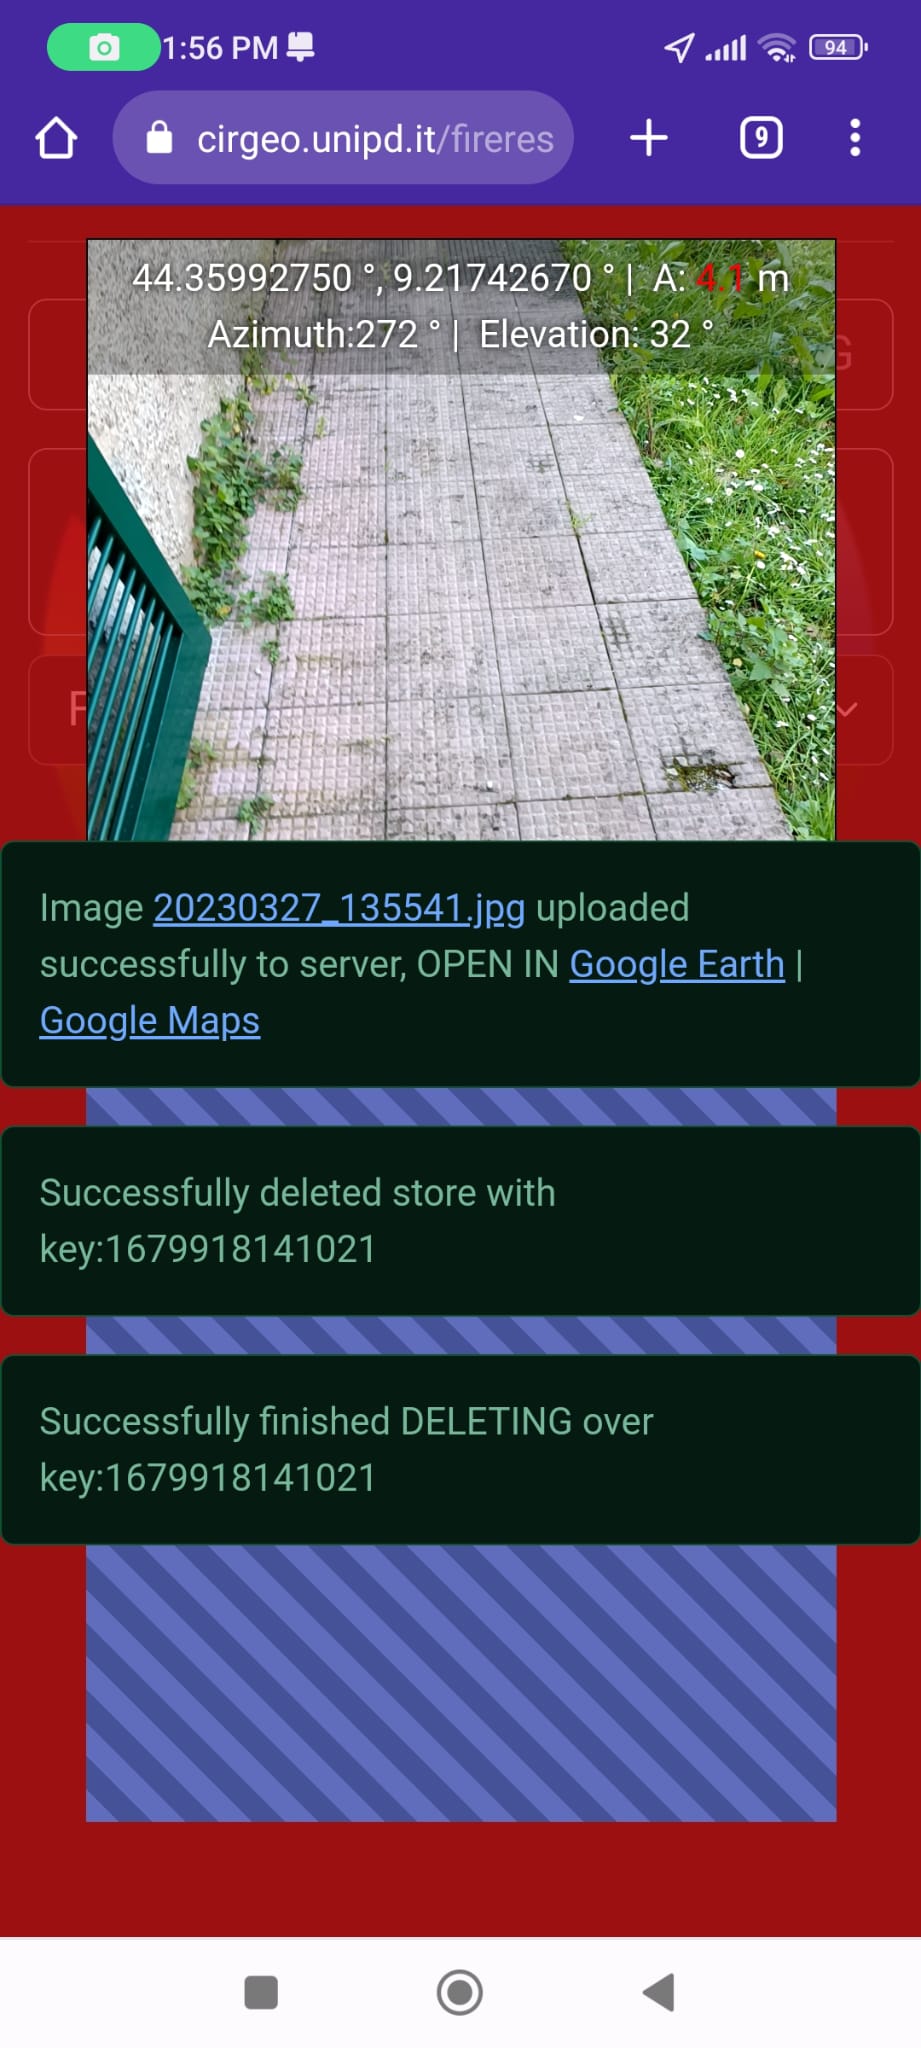 1:56 PM
94
cirgeo.unipd.it/fireres
9
44.35992750 °, 9.21742670 ° | A: 4.1 m
Azimuth:272 ° | Elevation: 32 °
G
F
Image 20230327_135541.jpg uploaded
successfully to server, OPEN IN Google Earth |
Google Maps
Successfully deleted store with
key:1679918141021
Successfully finished DELETING over
key:1679918141021